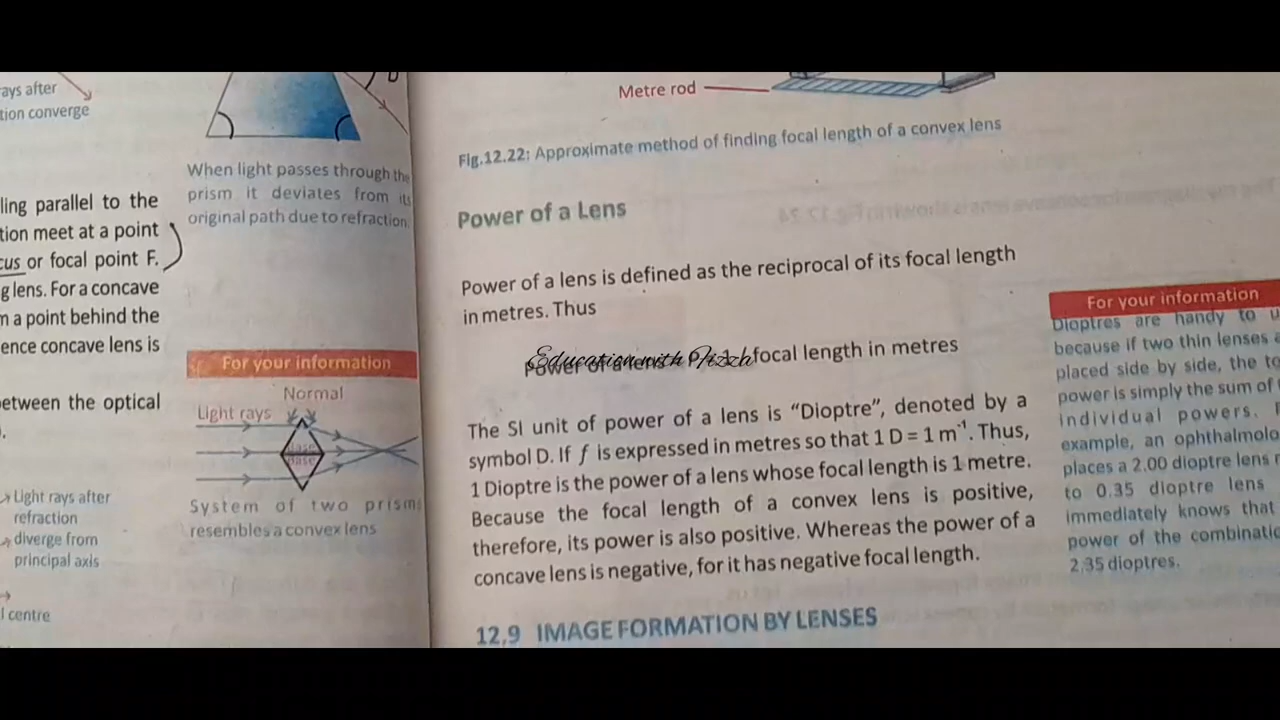 rays after
tion converge
When light passes through the
prism it deviates from its
original path due to refraction.
ling parallel to the
tion meet at a point
cus or focal point F.
g lens. For a concave
m a point behind the
ence concave lens is
between the optical
For your information
Normal
Light rays
Base
Base
System of two prisms
resembles a convex lens
Light rays after
refraction
diverge from
principal axis
l centre
Metre rod
Fig.12.22: Approximate method of finding focal length of a convex lens
Power of a Lens
Power of a lens is defined as the reciprocal of its focal length
in metres. Thus
Power of a lens = P = 1 / focal length in metres
Education with Fizza
The SI unit of power of a lens is “Dioptre”, denoted by a
symbol D. If f is expressed in metres so that 1 D = 1 m⁻¹. Thus,
1 Dioptre is the power of a lens whose focal length is 1 metre.
Because the focal length of a convex lens is positive,
therefore, its power is also positive. Whereas the power of a
concave lens is negative, for it has negative focal length.
12.9 IMAGE FORMATION BY LENSES
For your information
Dioptres are handy to u
because if two thin lenses a
placed side by side, the to
power is simply the sum of t
individual powers. F
example, an ophthalmolo
places a 2.00 dioptre lens n
to 0.35 dioptre lens
immediately knows that
power of the combinatio
2.35 dioptres.